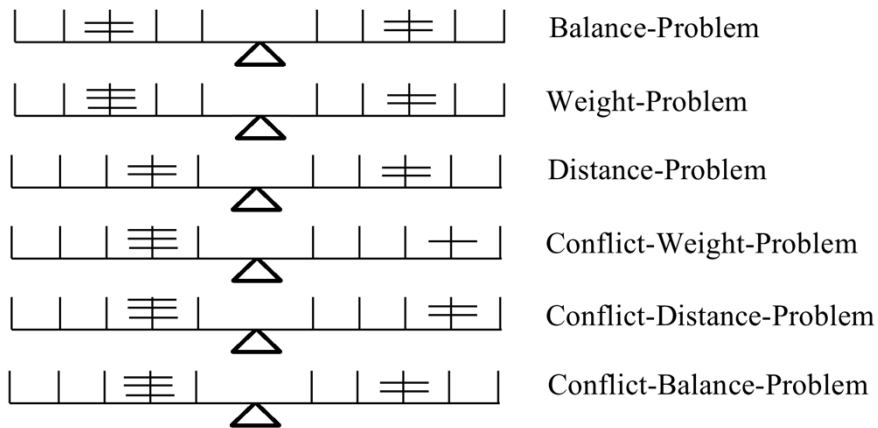 Balance-Problem
Weight-Problem
Distance-Problem
Conflict-Weight-Problem
Conflict-Distance-Problem
Conflict-Balance-Problem